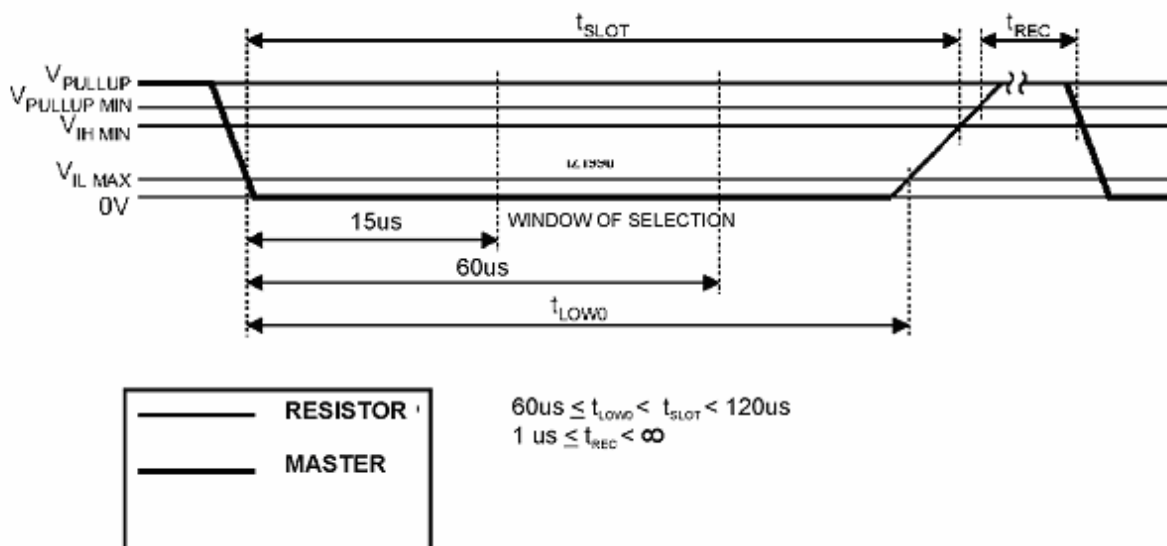 tSLOT
tREC
VPULLUP
VPULLUP MIN
VIH MIN
VIL MAX
0V
15us
WINDOW OF SELECTION
60us
tLOW0
RESISTOR
MASTER
60us ≤ tLOW0 < tSLOT < 120us
1 us ≤ tREC < ∞